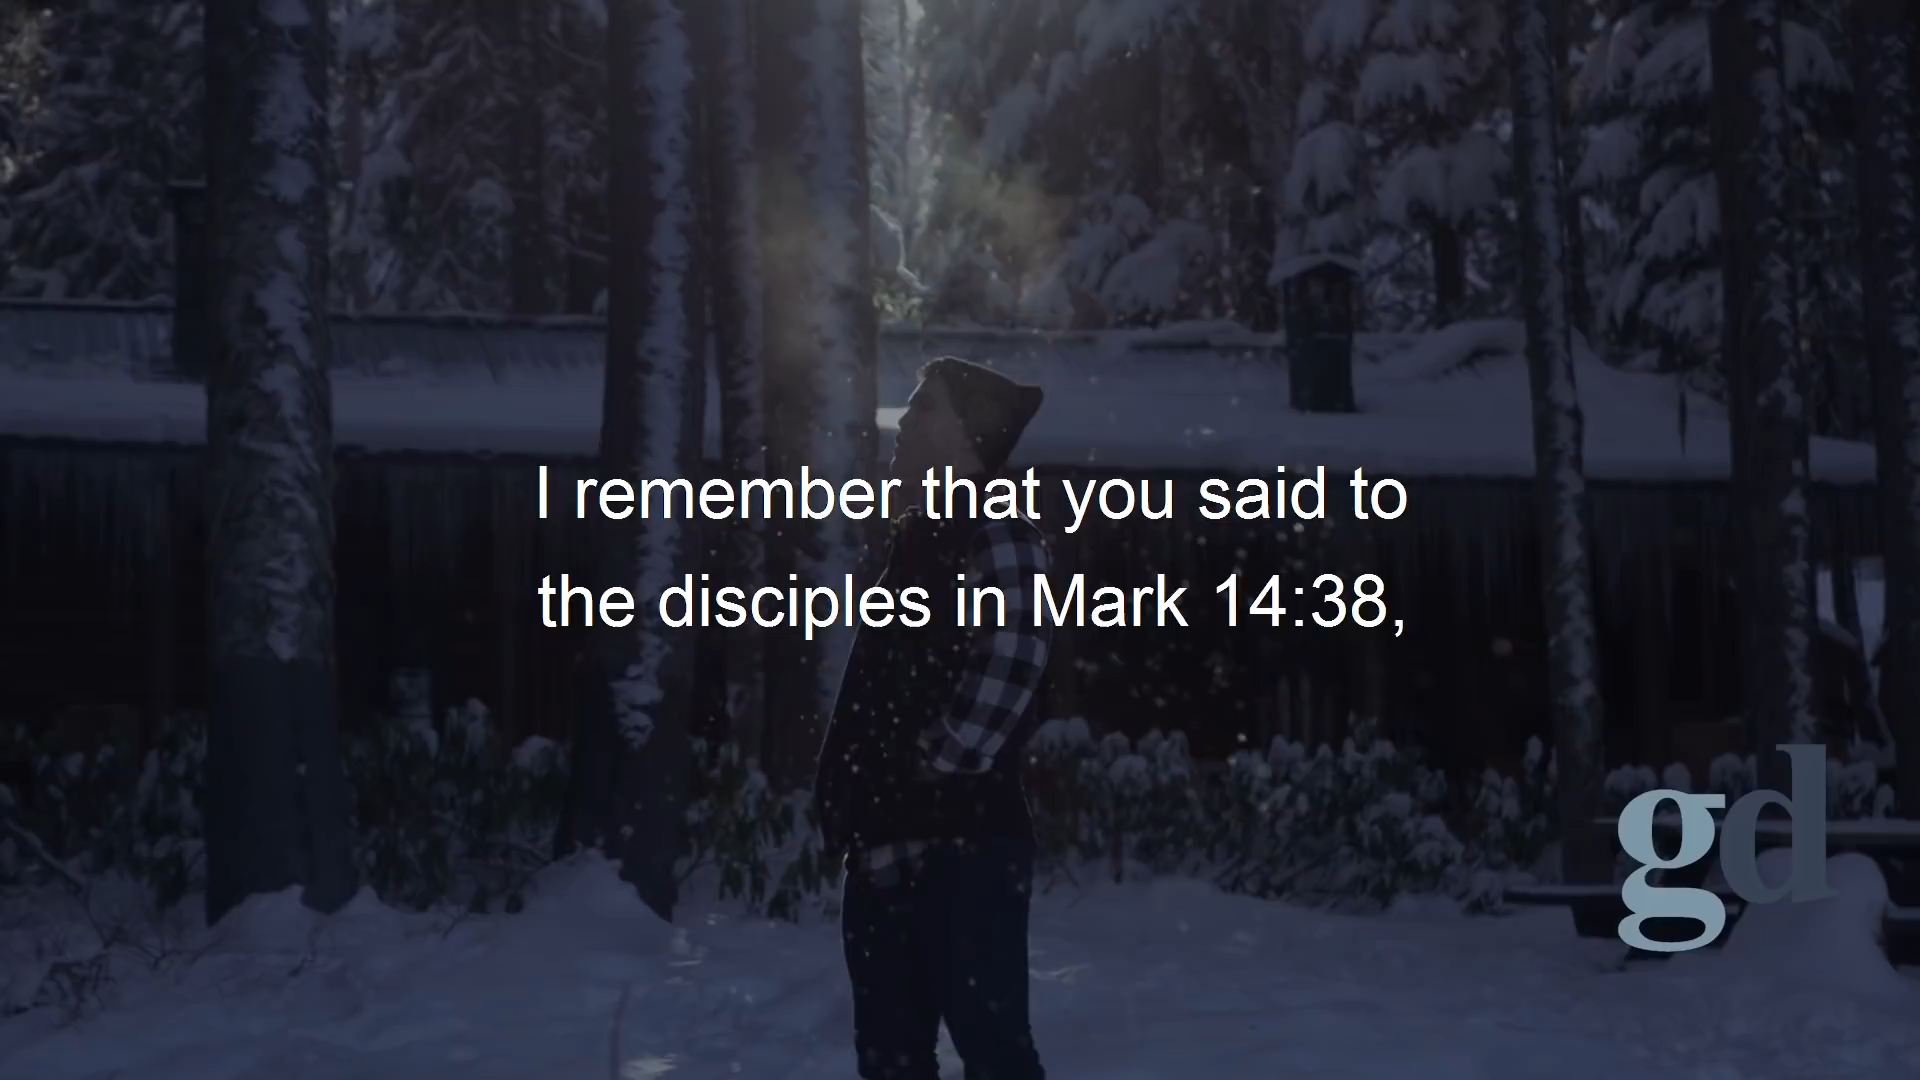 I remember that you said to
the disciples in Mark 14:38,
gd